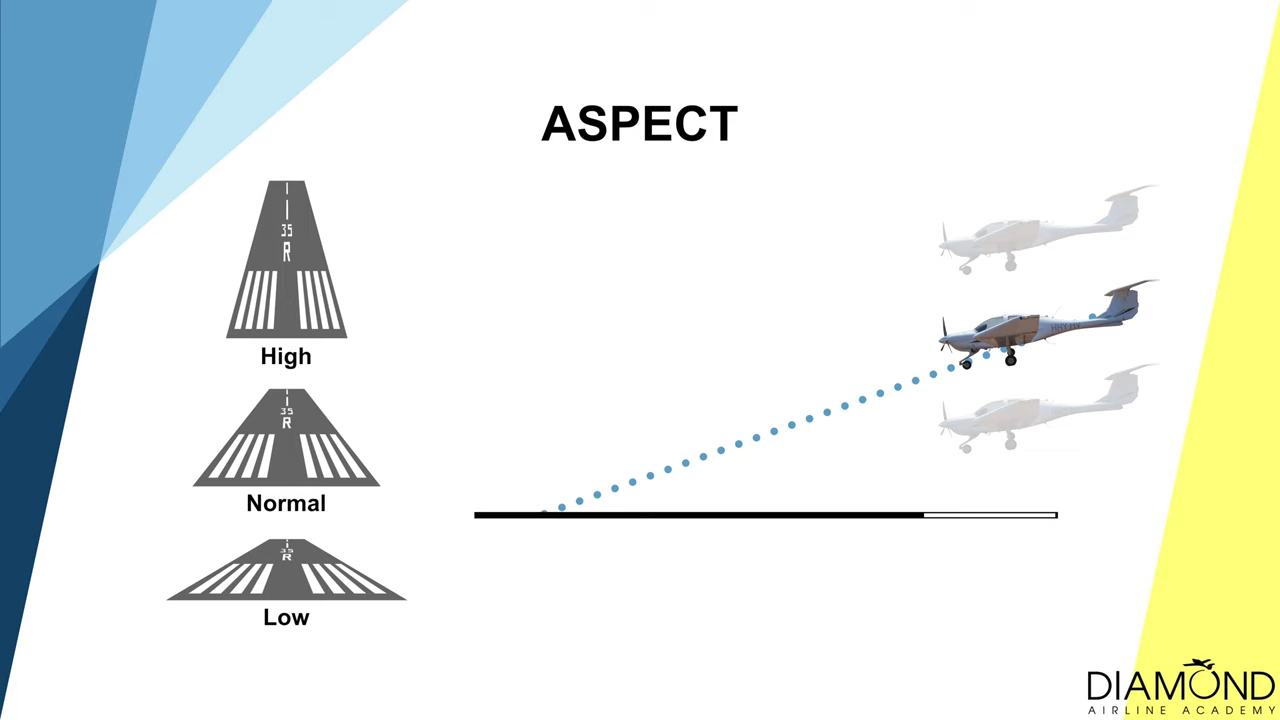 ASPECT
35
R
High
35
R
Normal
35
R
Low
DIAMOND
AIRLINE ACADEMY